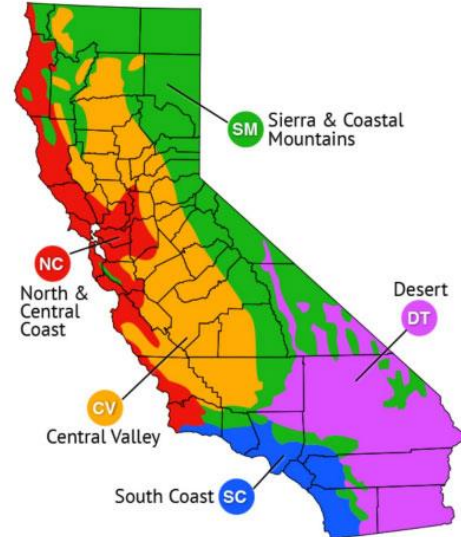 SM Sierra & Coastal
Mountains
NC
North &
Central
Coast
Desert
DT
CV
Central Valley
South Coast SC